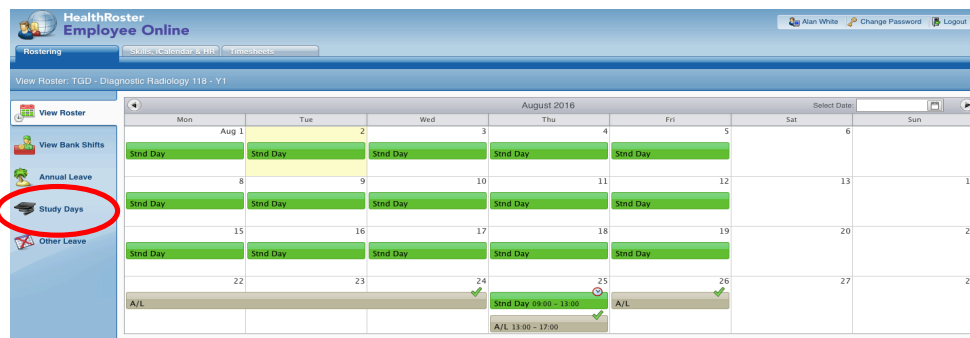 HealthRoster
Employee Online
Alan White Change Password Logout
Rostering Skills, iCalendar & HR Timesheets
View Roster: TGD - Diagnostic Radiology 118 - Y1
View Roster
View Bank Shifts
Annual Leave
Study Days
Other Leave
August 2016 Select Date:
Mon Tue Wed Thu Fri Sat Sun
Aug 1 2 3 4 5 6
Stnd Day Stnd Day Stnd Day Stnd Day Stnd Day
8 9 10 11 12 13
Stnd Day Stnd Day Stnd Day Stnd Day Stnd Day
15 16 17 18 19 20
Stnd Day Stnd Day Stnd Day Stnd Day Stnd Day
22 23 24 25 26 27
A/L Stnd Day 09:00 - 13:00 A/L
A/L 13:00 - 17:00